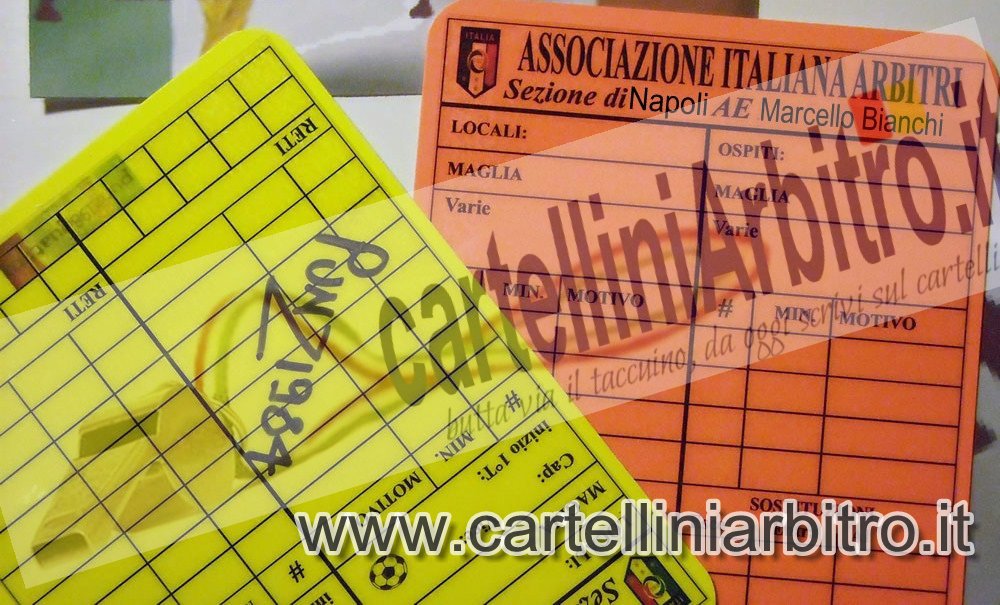 ITALIA
ASSOCIAZIONE ITALIANA ARBITRI
Sezione di Napoli AE Marcello Bianchi
LOCALI:
OSPITI:
MAGLIA
MAGLIA
Varie
Varie
MIN. MOTIVO
# MIN. MOTIVO
SOSTITUZIONI
RETI
RETI
# MIN. MOTIVO
inizio 1°T:
Cap:
#
cartelliniArbitro.it
butta via il taccuino, da oggi scrivi sul cartelli
www.cartelliniarbitro.it